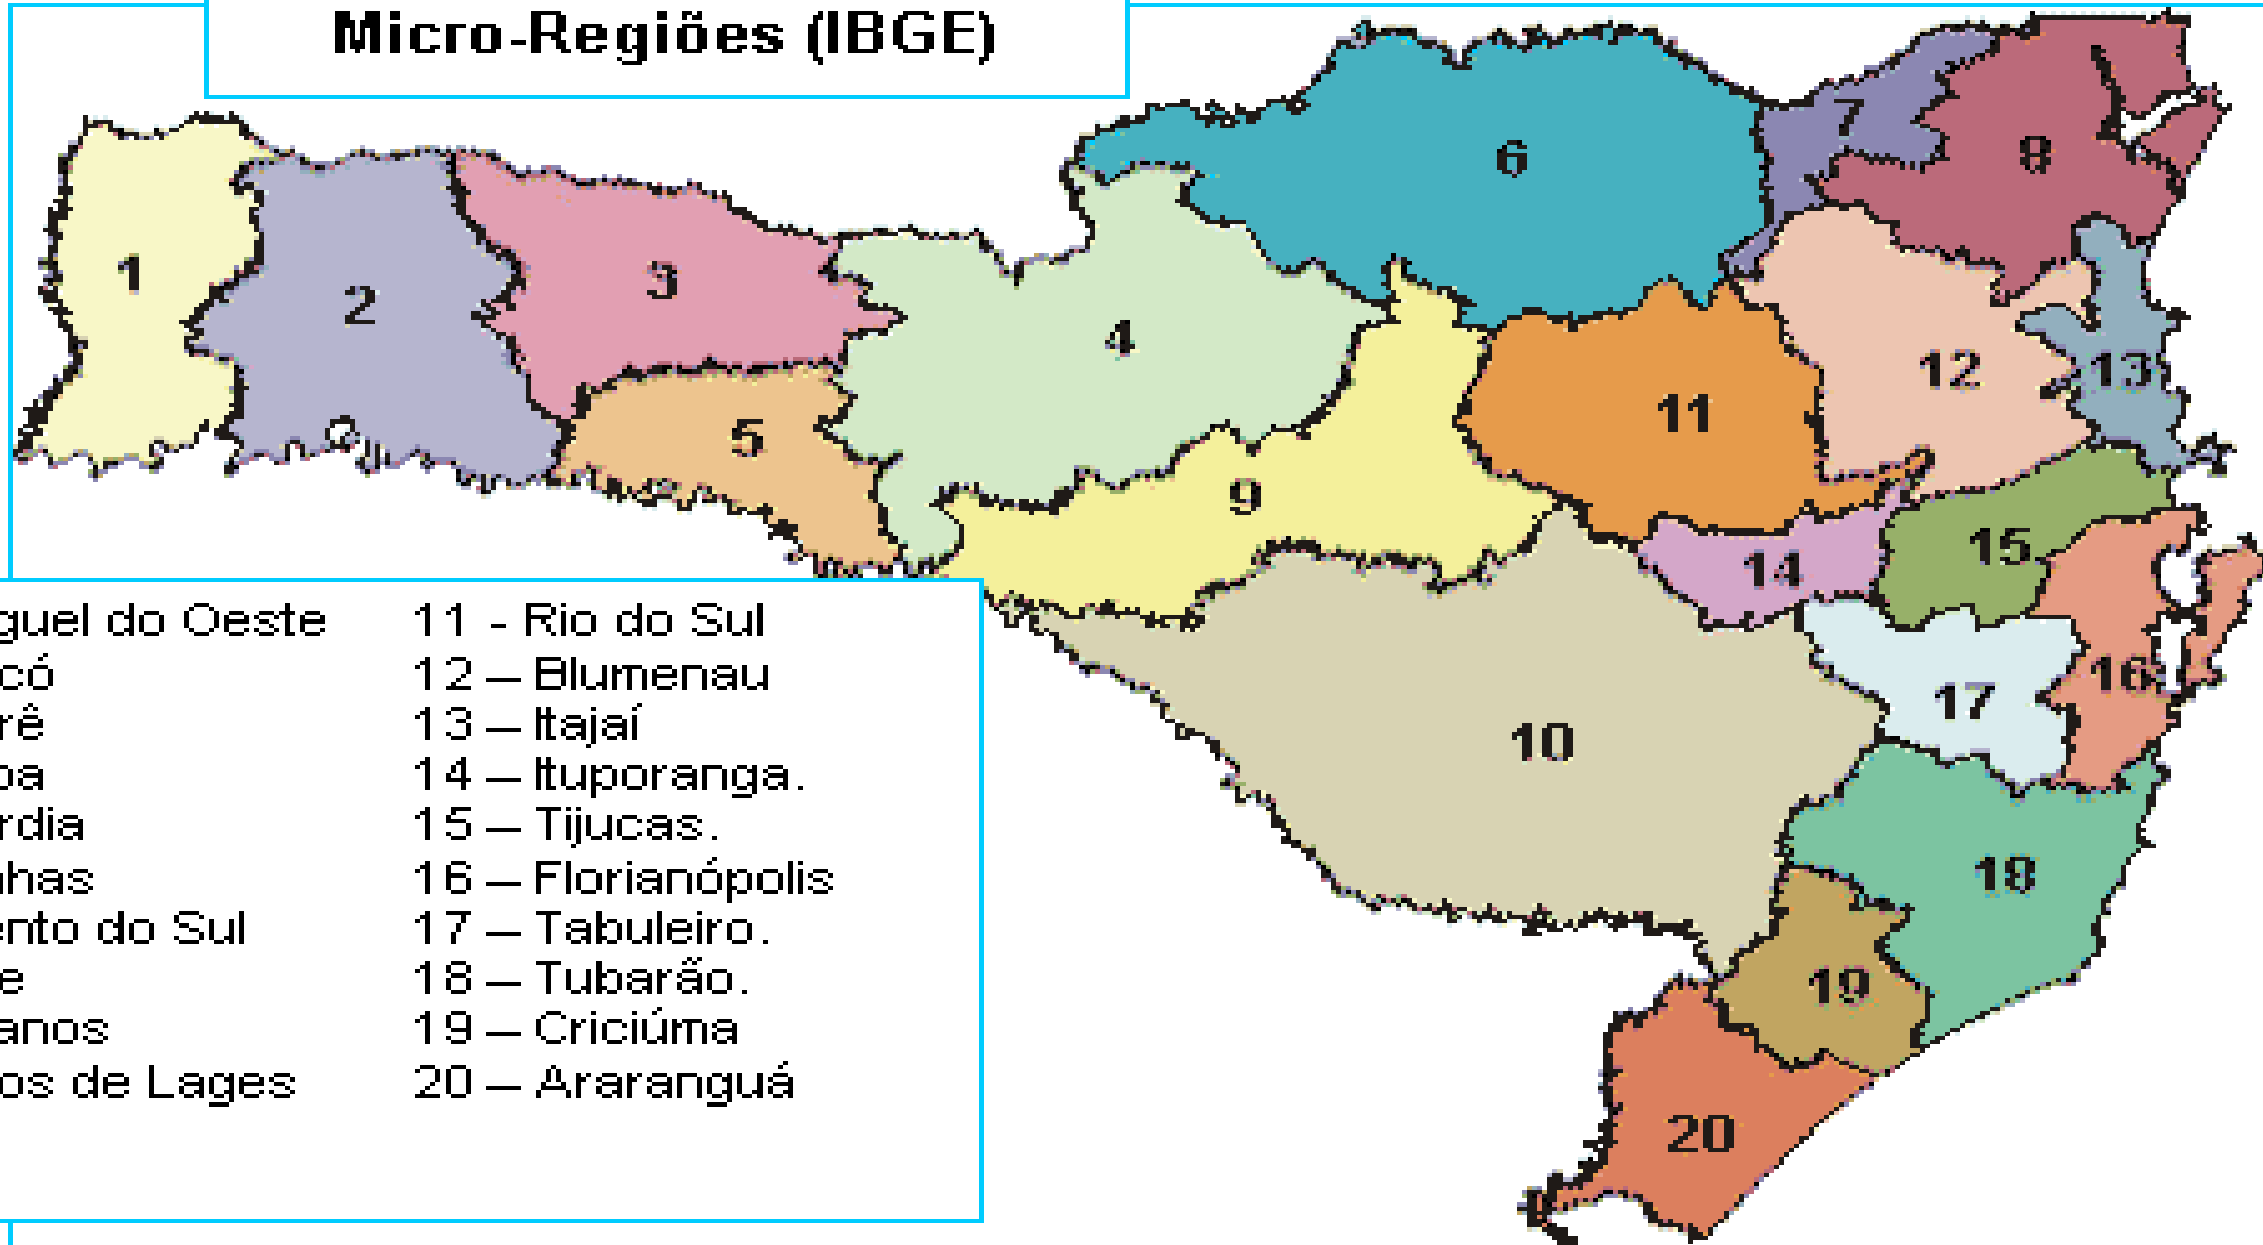 Micro-Regiões (IBGE)
6
7
8
1
2
3
4
5
9
10
11
12
13
14
15
16
17
18
19
20
guel do Oeste
có
rê
ba
rdia
nhas
ento do Sul
e
anos
os de Lages
11 - Rio do Sul
12 – Blumenau
13 – Itajaí
14 – Ituporanga.
15 – Tijucas.
16 – Florianópolis
17 – Tabuleiro.
18 – Tubarão.
19 – Criciúma
20 – Araranguá